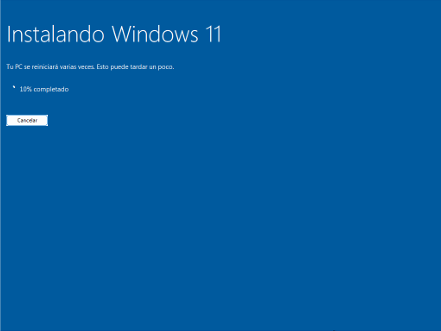 Instalando Windows 11
Tu PC se reiniciará varias veces. Esto puede tardar un poco.
10% completado
Cancelar